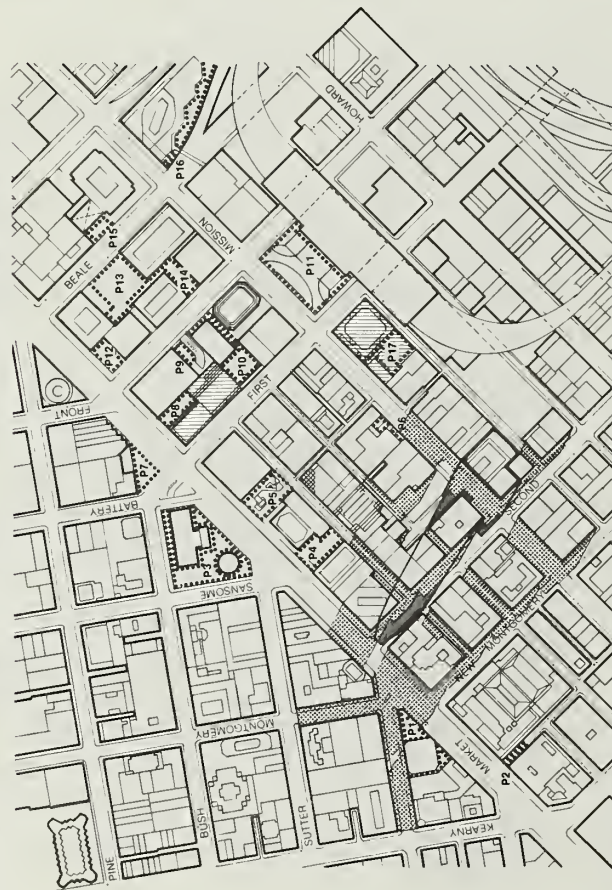 HOWARD
P16
MISSION
P15
BEALE
P13
P14
P11
P12
P9
P10
P17
FRONT
P8
FIRST
P6
BATTERY
P7
P5
SECOND
P3
P4
SANSOME
NEW MONTGOMERY
MONTGOMERY
P1
MARKET
P2
PINE
BUSH
SUTTER
KEARNY